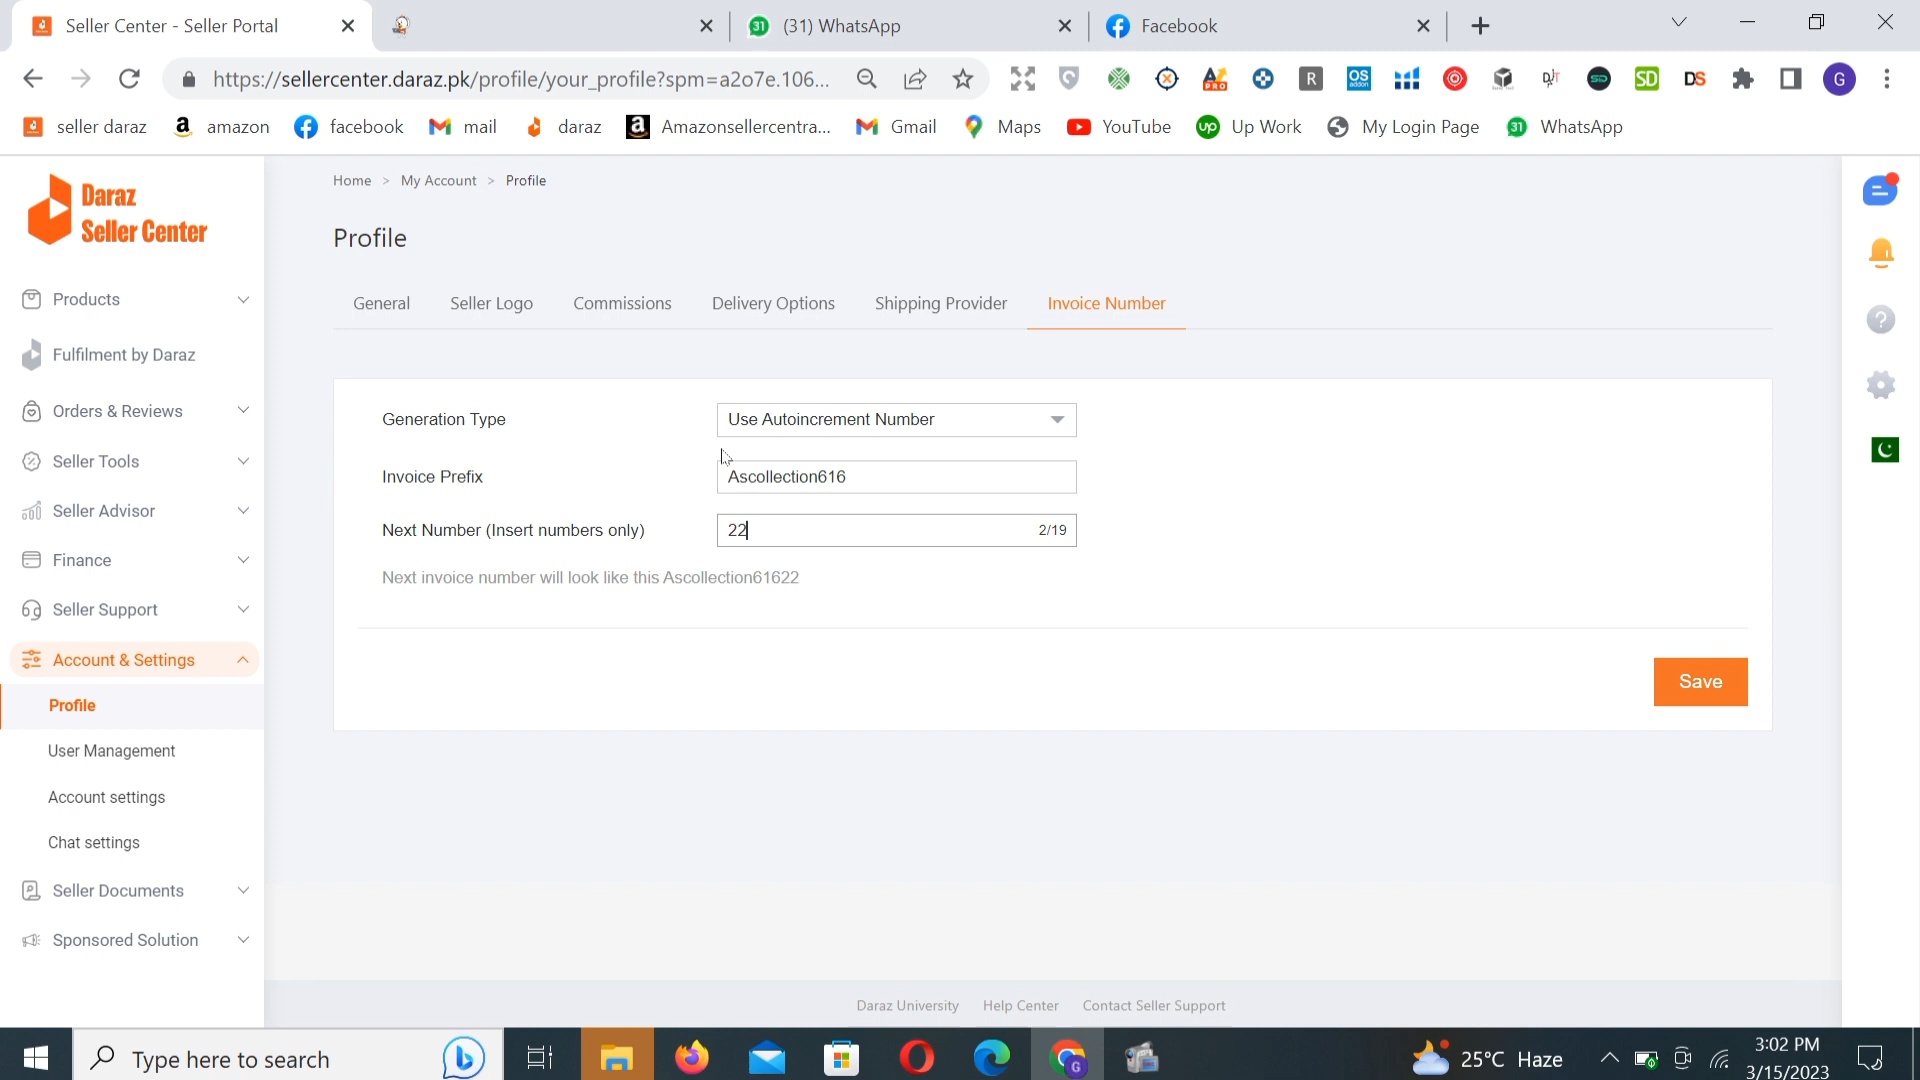 Seller Center - Seller Portal
(31) WhatsApp
Facebook
https://sellercenter.daraz.pk/profile/your_profile?spm=a2o7e.106...
seller daraz
amazon
facebook
mail
daraz
Amazonsellercentra...
Gmail
Maps
YouTube
Up Work
My Login Page
WhatsApp
Daraz
Seller Center
Products
Fulfilment by Daraz
Orders & Reviews
Seller Tools
Seller Advisor
Finance
Seller Support
Account & Settings
Profile
User Management
Account settings
Chat settings
Seller Documents
Sponsored Solution
Home > My Account > Profile
Profile
General
Seller Logo
Commissions
Delivery Options
Shipping Provider
Invoice Number
Generation Type
Use Autoincrement Number
Invoice Prefix
Ascollection616
Next Number (Insert numbers only)
22
2/19
Next invoice number will look like this Ascollection61622
Save
Daraz University
Help Center
Contact Seller Support
Type here to search
25°C Haze
3:02 PM
3/15/2023